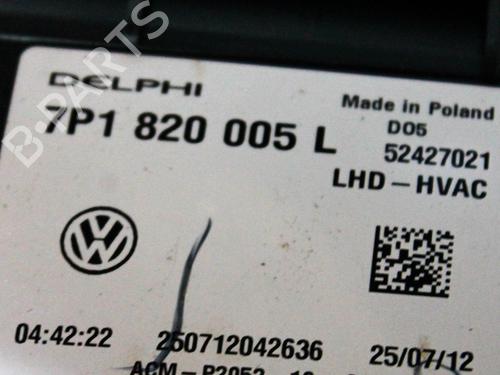 DELPHI
7P1 820 005 L
Made in Poland
D05
52427021
LHD-HVAC
04:42:22 250712042636 25/07/12
B-PARTS